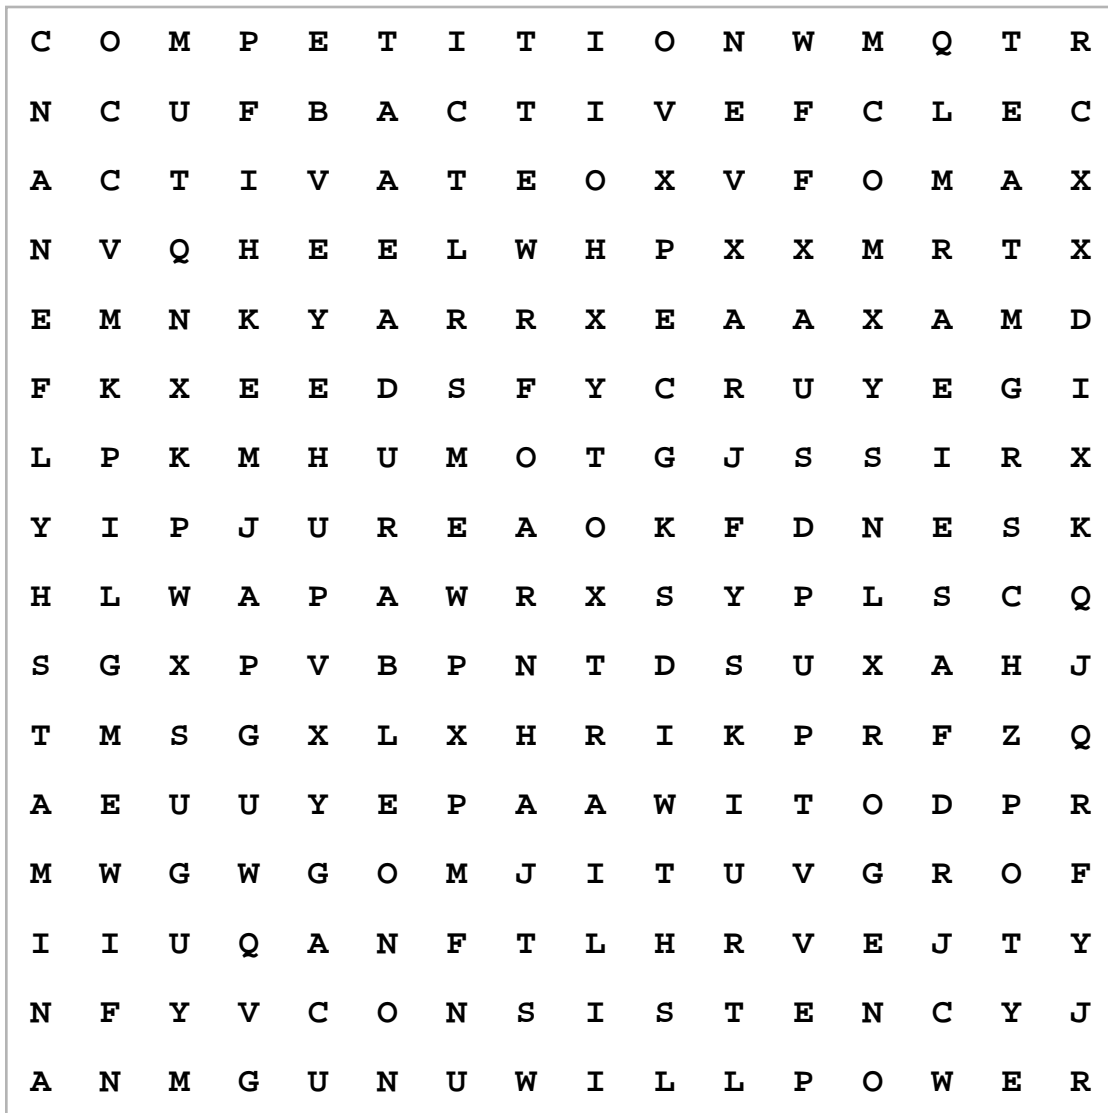 C O M P E T I T I O N W M Q T R
N C U F B A C T I V E F C L E C
A C T I V A T E O X V F O M A X
N V Q H E E L W H P X X M R T X
E M N K Y A R R X E A A X A M D
F K X E E D S F Y C R U Y E G I
L P K M H U M O T G J S S I R X
Y I P J U R E A O K F D N E S K
H L W A P A W R X S Y P L S C Q
S G X P V B P N T D S U X A H J
T M S G X L X H R I K P R F Z Q
A E U U Y E P A A W I T O D P R
M W G W G O M J I T U V G R O F
I I U Q A N F T L H R V E J T Y
N F Y V C O N S I S T E N C Y J
A N M G U N U W I L L P O W E R